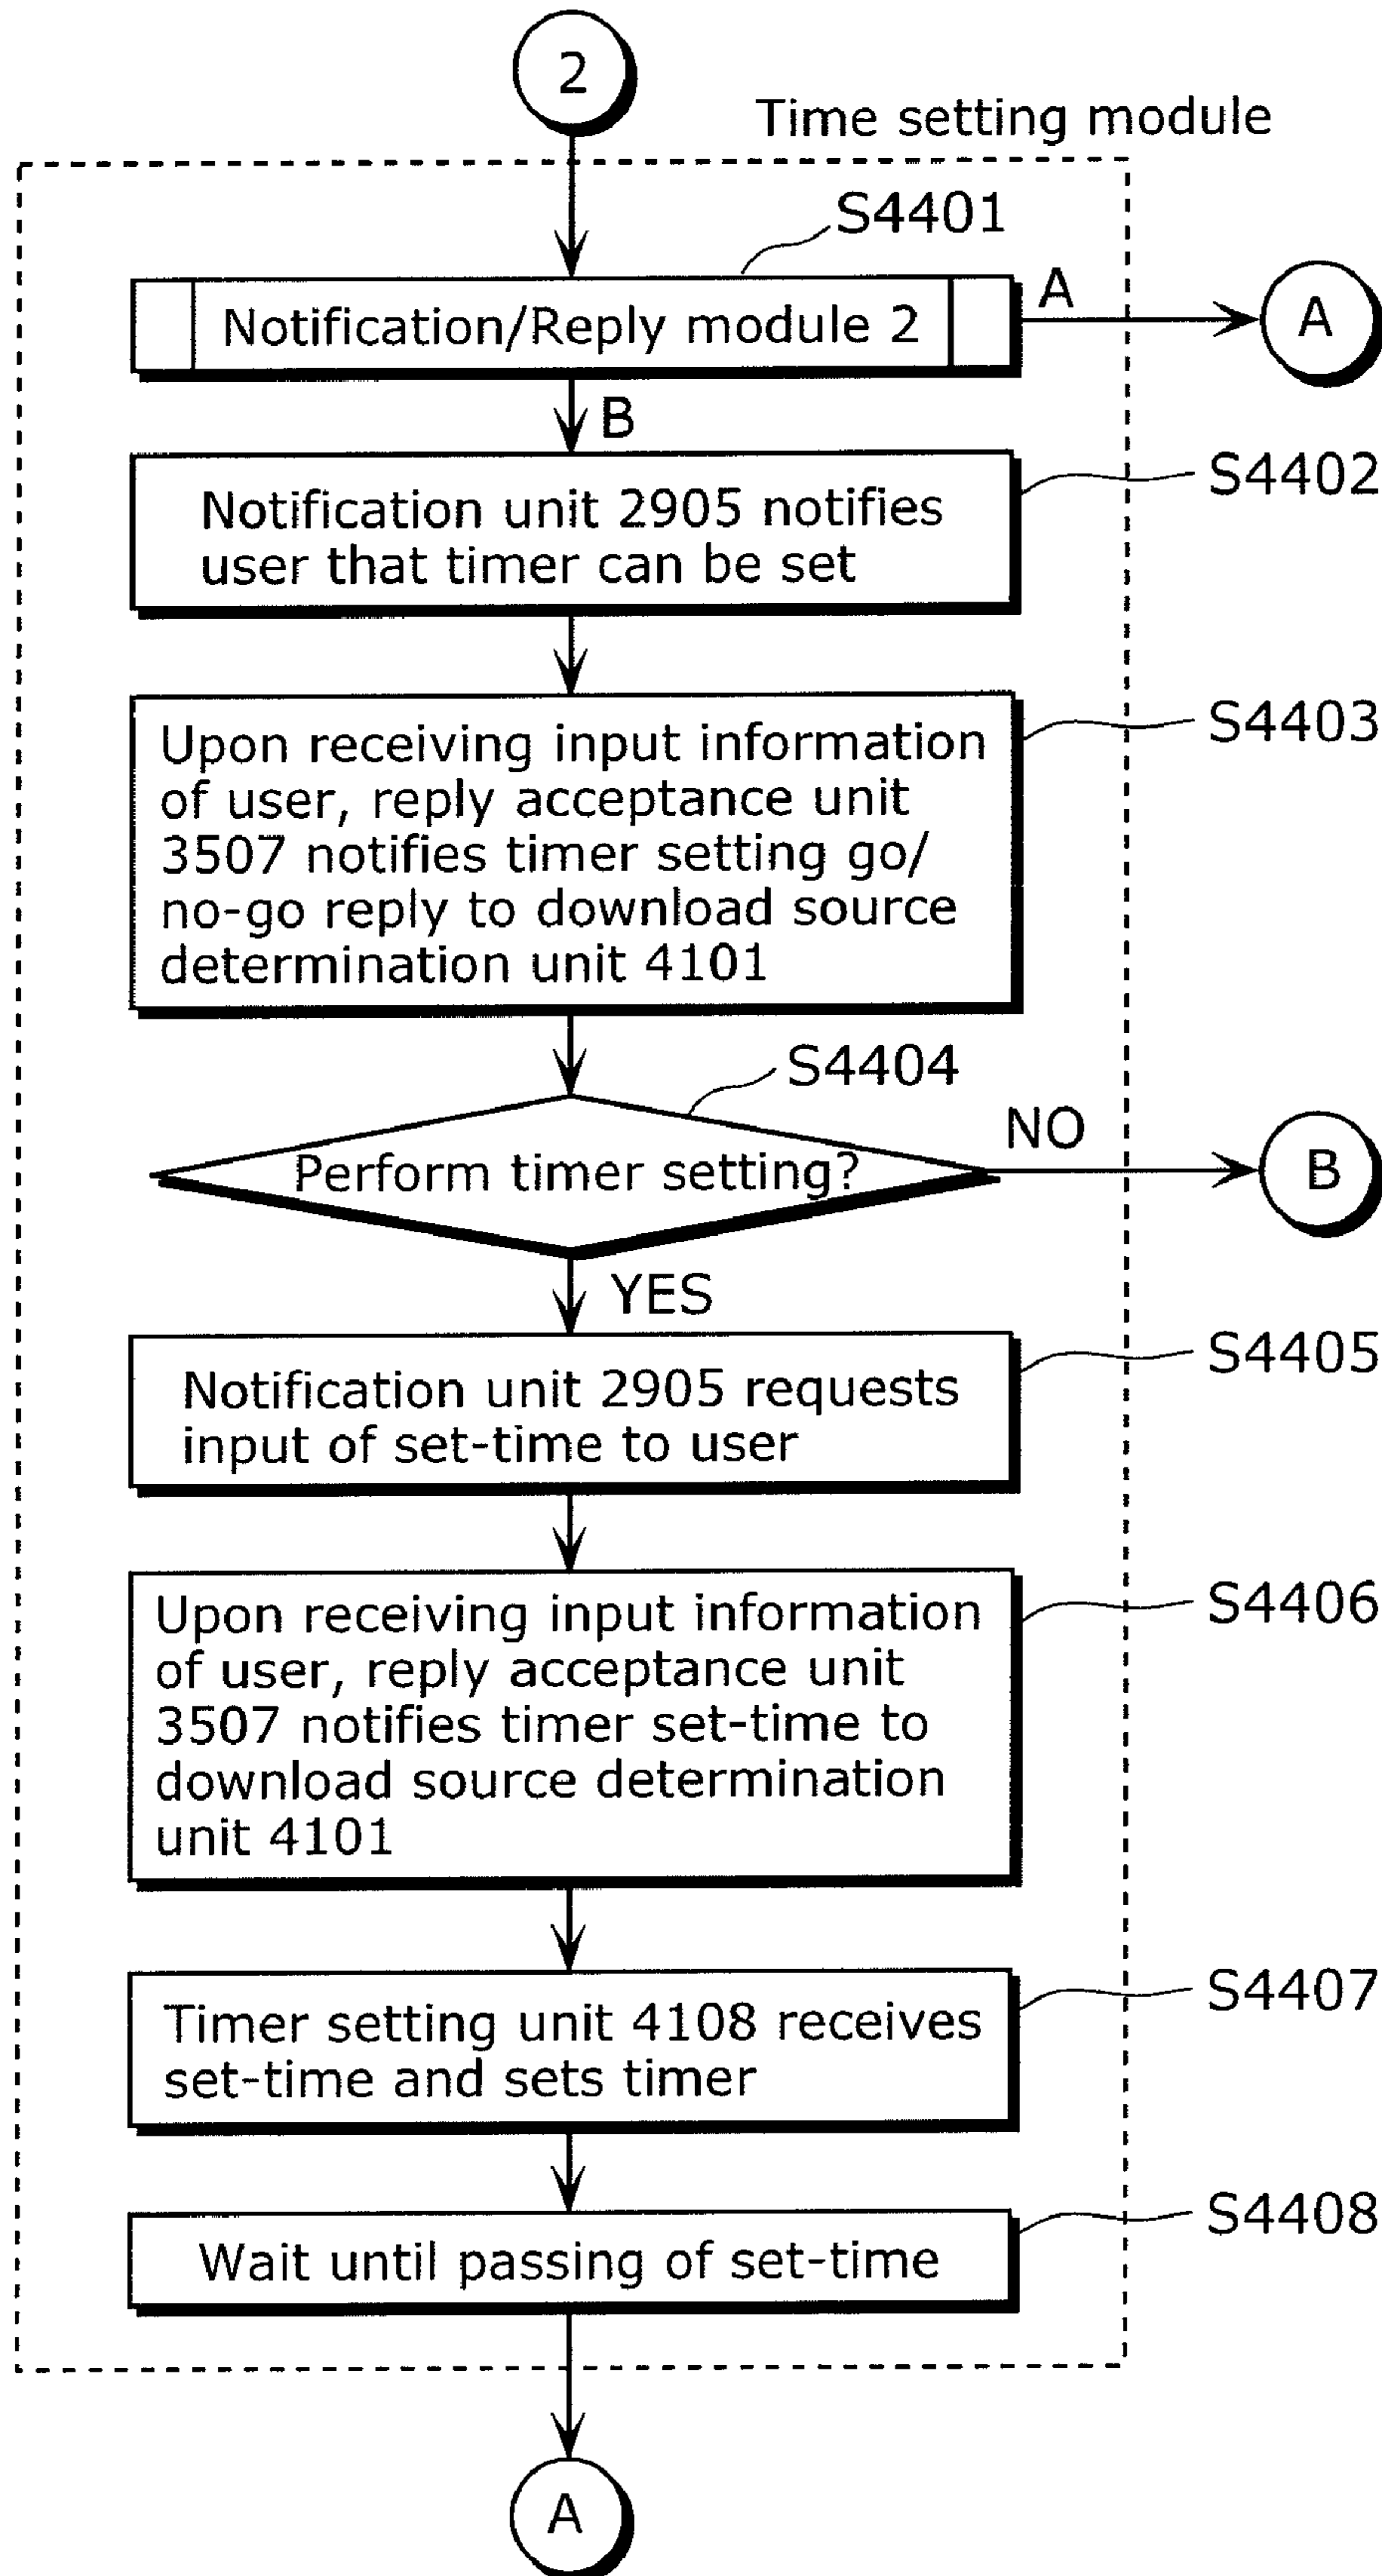 2
Time setting module
S4401
Notification/Reply module 2
A
A
B
S4402
Notification unit 2905 notifies
user that timer can be set
S4403
Upon receiving input information
of user, reply acceptance unit
3507 notifies timer setting go/
no-go reply to download source
determination unit 4101
S4404
Perform timer setting?
NO
B
YES
S4405
Notification unit 2905 requests
input of set-time to user
S4406
Upon receiving input information
of user, reply acceptance unit
3507 notifies timer set-time to
download source determination
unit 4101
S4407
Timer setting unit 4108 receives
set-time and sets timer
S4408
Wait until passing of set-time
A